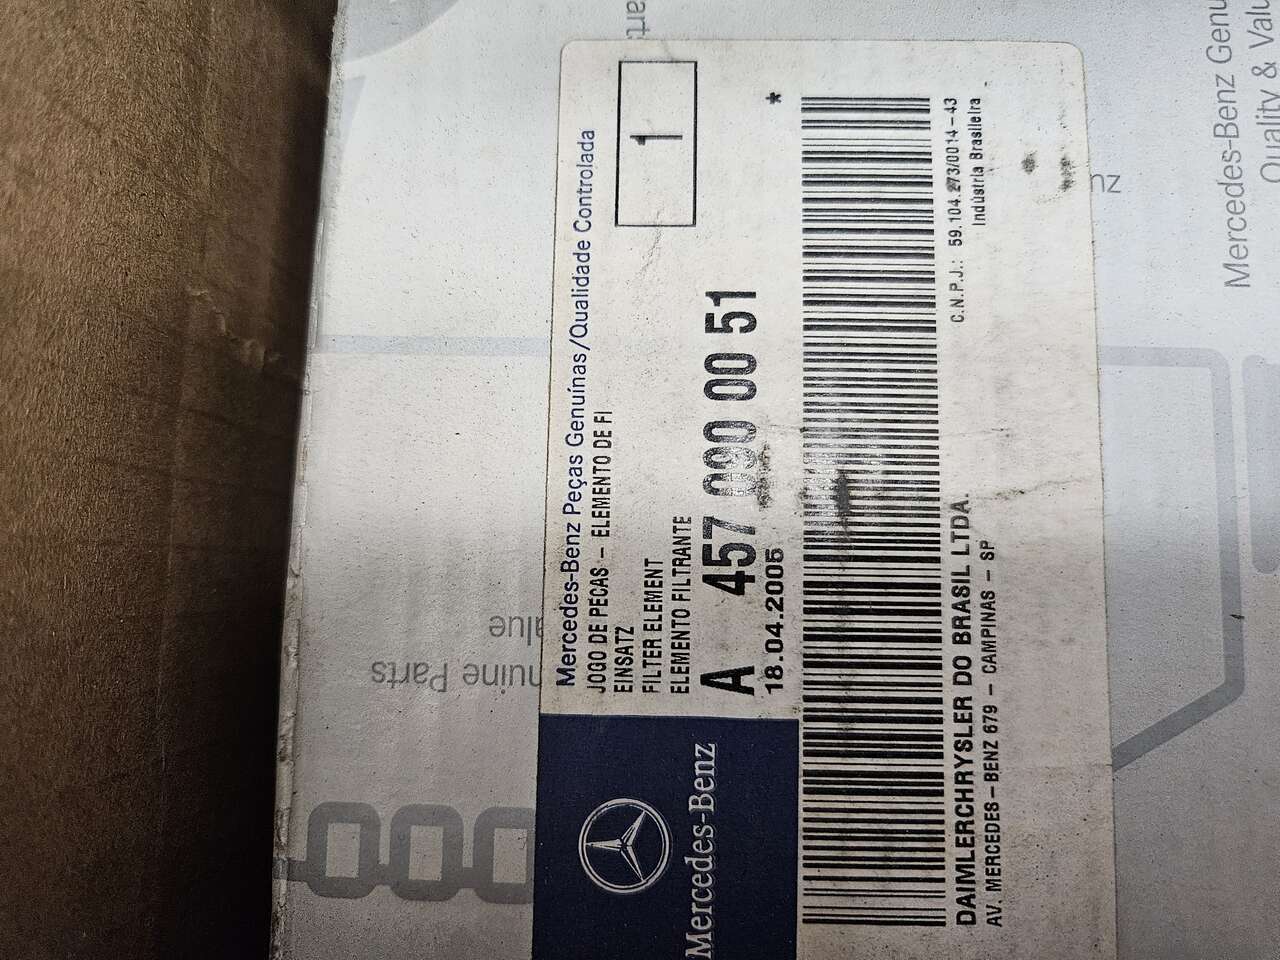 Mercedes-Benz
Mercedes-Benz Peças Genuínas/Qualidade Controlada
JOGO DE PECAS - ELEMENTO DE FI
EINSATZ
FILTER ELEMENT
ELEMENTO FILTRANTE
1
A 457 090 00 51
18.04.2005
*
DAIMLERCHRYSLER DO BRASIL LTDA.
AV. MERCEDES-BENZ 679 - CAMPINAS - SP
C.N.P.J.: 59.104.273/0014-43
Indústria Brasileira
Mercedes-Benz Genu
Quality & Valu
nuine Parts
alue
Parts
nz